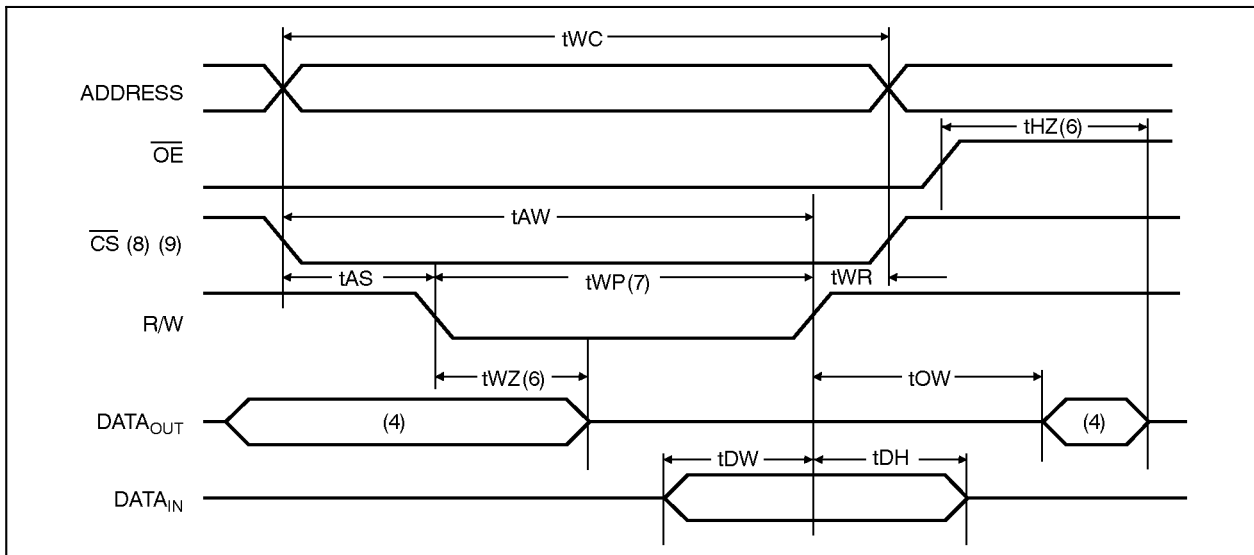 tWC
ADDRESS
tHZ(6)
OE
tAW
CS (8) (9)
tAS
tWP(7)
tWR
R/W
tWZ(6)
tOW
DATAOUT
(4)
(4)
tDW
tDH
DATAIN